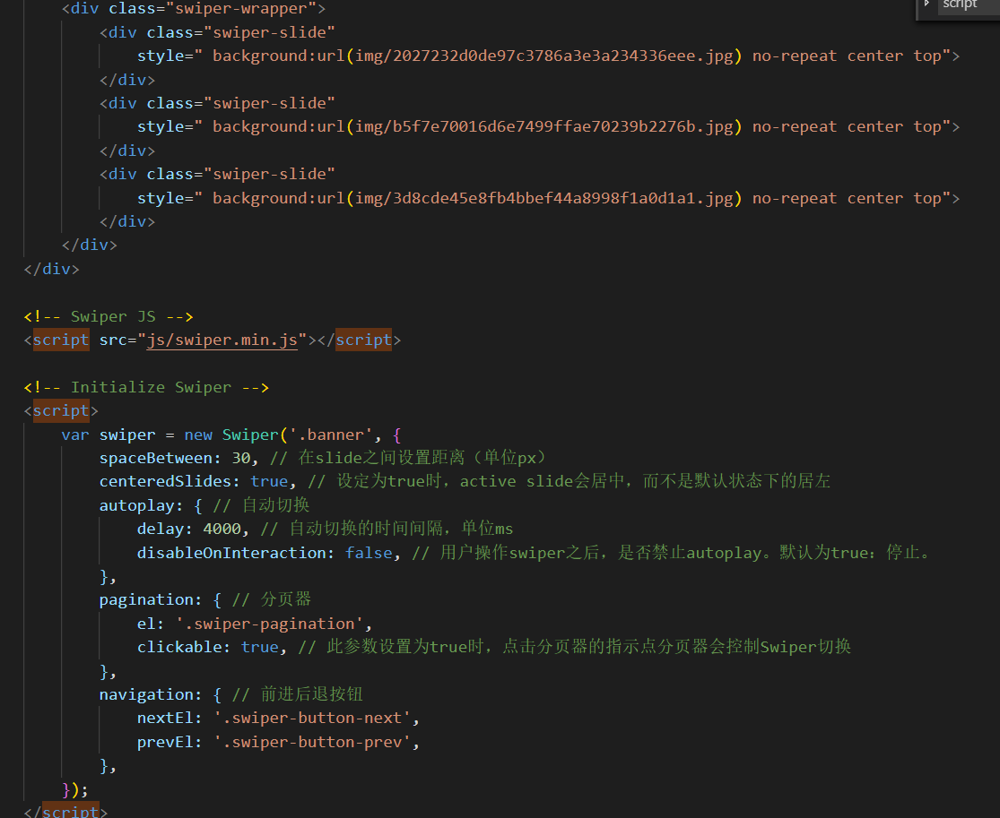 <div class="swiper-wrapper">
script
<div class="swiper-slide"
style=" background:url(img/2027232d0de97c3786a3e3a234336eee.jpg) no-repeat center top">
</div>
<div class="swiper-slide"
style=" background:url(img/b5f7e70016d6e7499ffae70239b2276b.jpg) no-repeat center top">
</div>
<div class="swiper-slide"
style=" background:url(img/3d8cde45e8fb4bbef44a8998f1a0d1a1.jpg) no-repeat center top">
</div>
</div>
</div>
<!-- Swiper JS -->
<script src="js/swiper.min.js"></script>
<!-- Initialize Swiper -->
<script>
var swiper = new Swiper('.banner', {
spaceBetween: 30, // 在slide之间设置距离（单位px）
centeredSlides: true, // 设定为true时，active slide会居中，而不是默认状态下的居左
autoplay: { // 自动切换
delay: 4000, // 自动切换的时间间隔，单位ms
disableOnInteraction: false, // 用户操作swiper之后，是否禁止autoplay。默认为true：停止。
},
pagination: { // 分页器
el: '.swiper-pagination',
clickable: true, // 此参数设置为true时，点击分页器的指示点分页器会控制Swiper切换
},
navigation: { // 前进后退按钮
nextEl: '.swiper-button-next',
prevEl: '.swiper-button-prev',
},
});
</script>